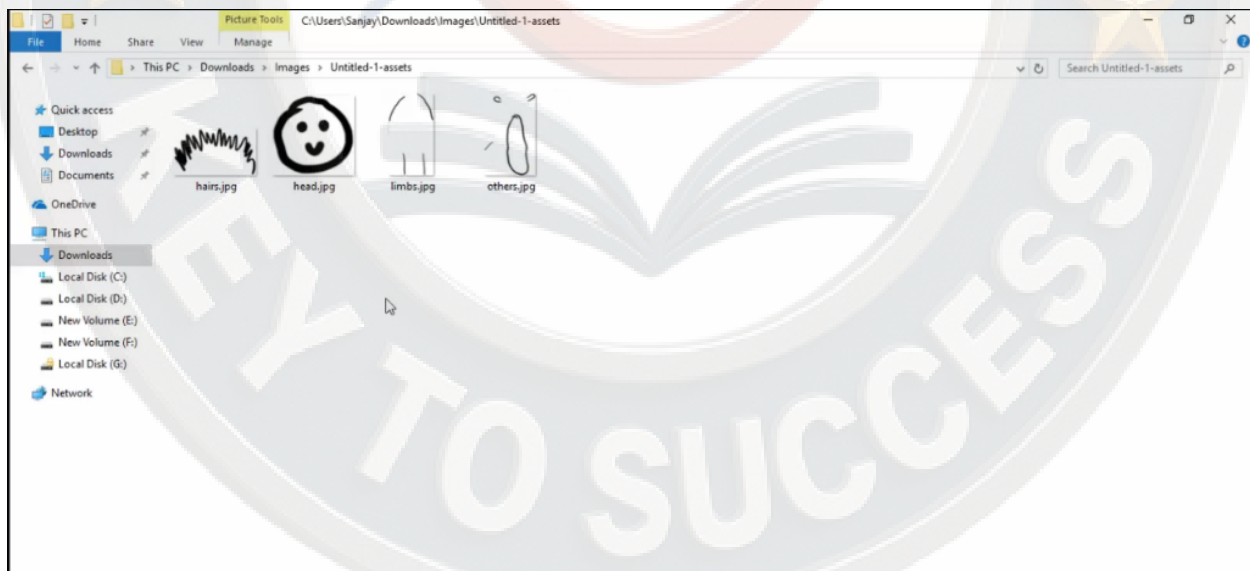 Picture Tools
C:\Users\Sanjay\Downloads\Images\Untitled-1-assets
File Home Share View Manage
This PC > Downloads > Images > Untitled-1-assets
Search Untitled-1-assets
Quick access
Desktop
Downloads
Documents
OneDrive
This PC
Downloads
Local Disk (C:)
Local Disk (D:)
New Volume (E:)
New Volume (F:)
Local Disk (G:)
Network
hairs.jpg
head.jpg
limbs.jpg
others.jpg
KEY TO SUCCESS